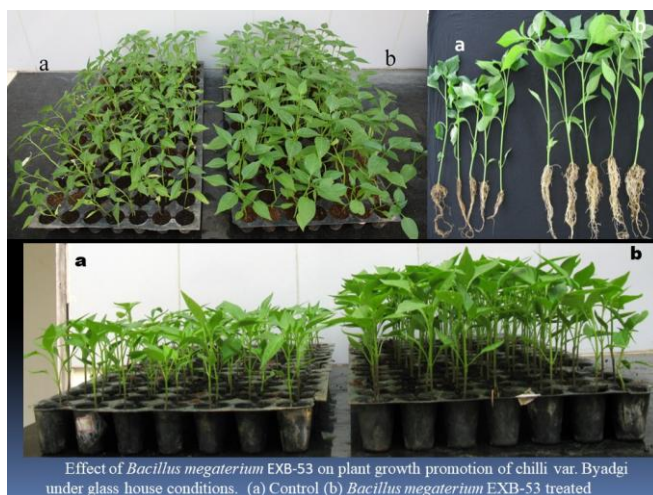 a
b
a
b
a
b
Effect of Bacillus megaterium EXB-53 on plant growth promotion of chilli var. Byadgi
under glass house conditions. (a) Control (b) Bacillus megaterium EXB-53 treated